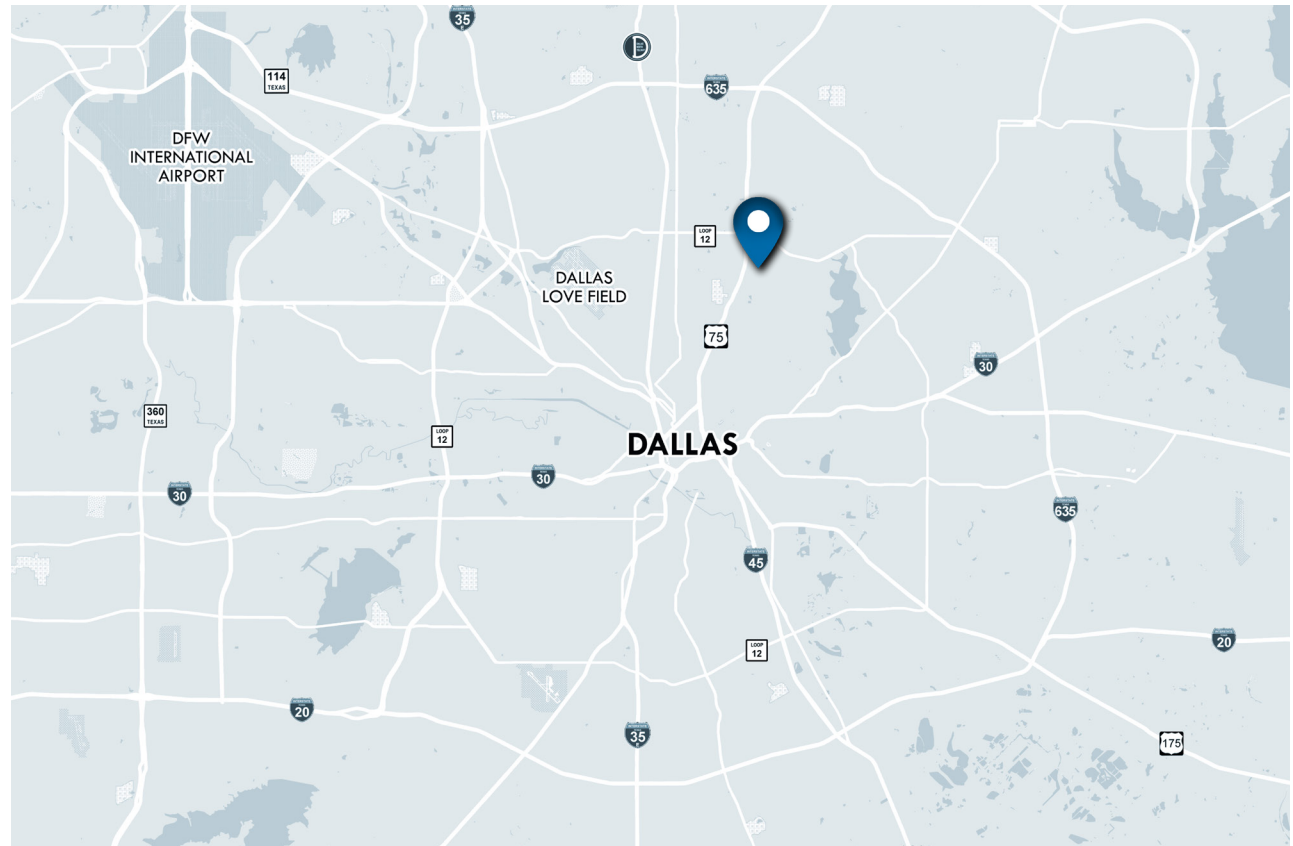 35
635
114
TEXAS
DFW
INTERNATIONAL
AIRPORT
LOOP
12
DALLAS
LOVE FIELD
75
30
360
TEXAS
LOOP
12
DALLAS
30
30
635
45
LOOP
12
20
20
35
175